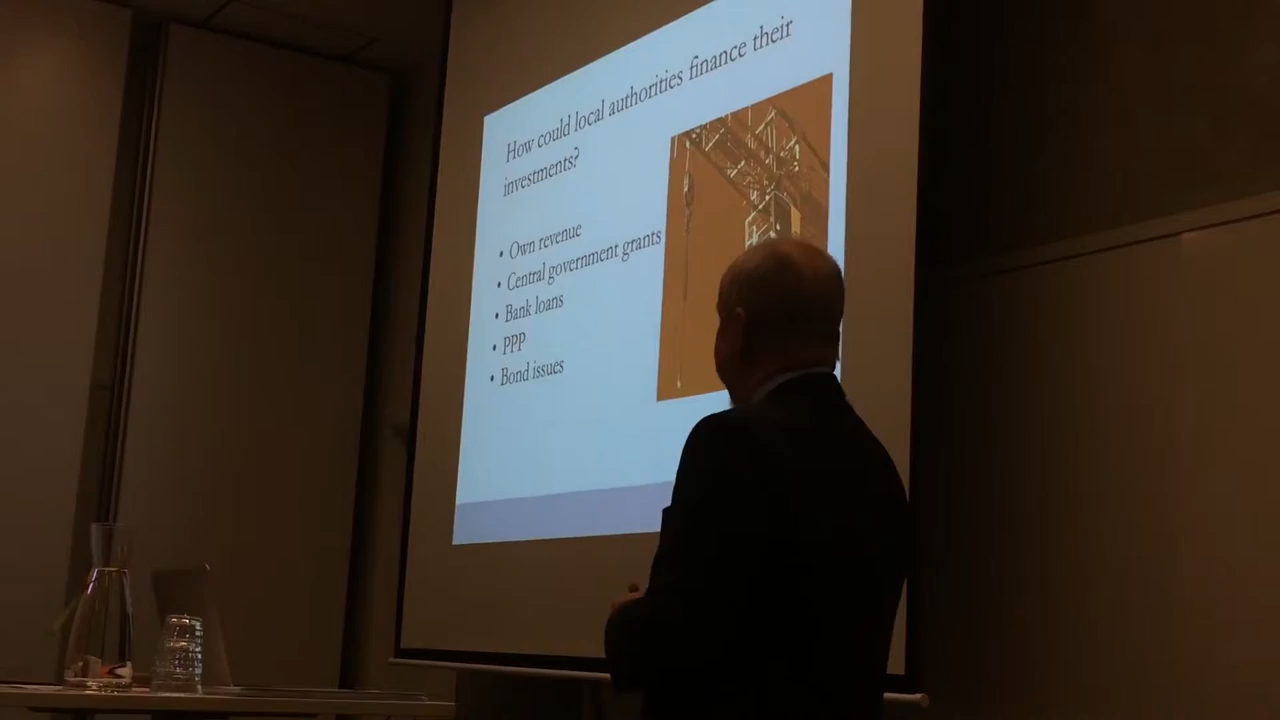 How could local authorities finance their
investments?
• Own revenue
• Central government grants
• Bank loans
• PPP
• Bond issues